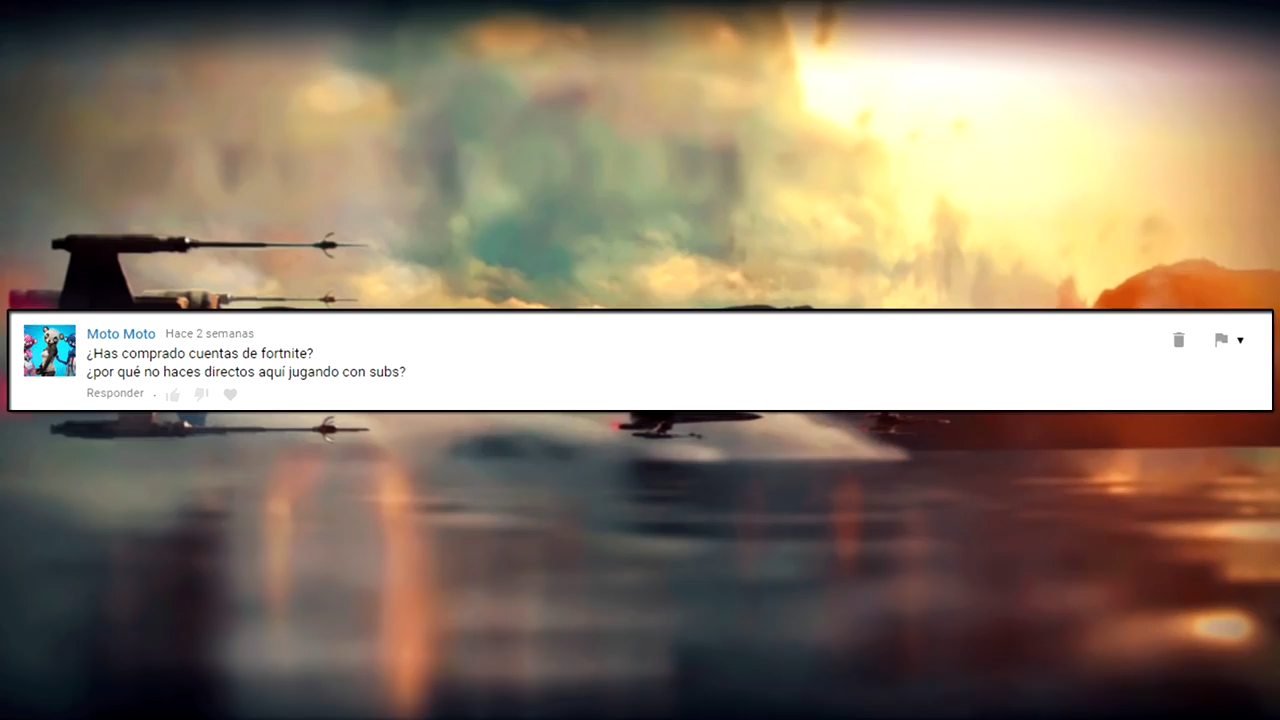 Moto Moto Hace 2 semanas
¿Has comprado cuentas de fortnite?
¿por qué no haces directos aquí jugando con subs?
Responder .